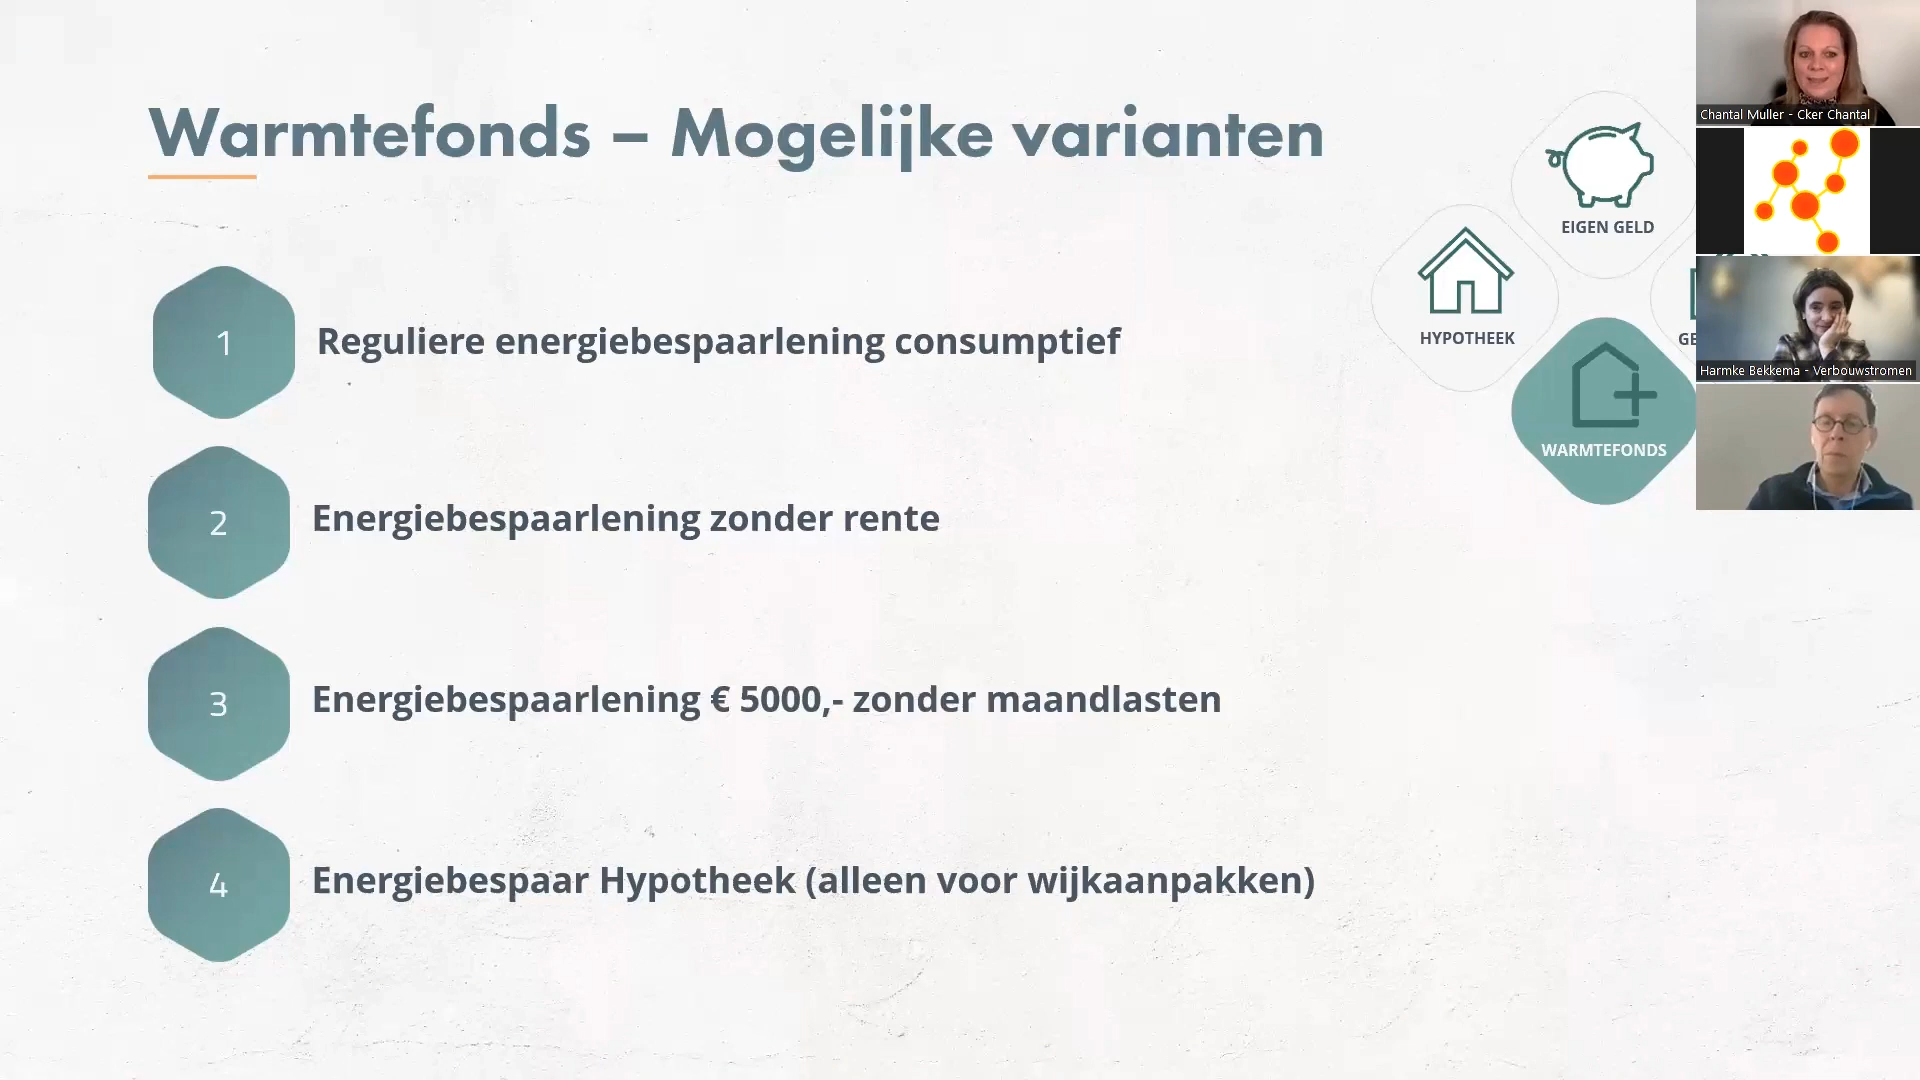 Warmtefonds – Mogelijke varianten
1
Reguliere energiebespaarlening consumptief
2
Energiebespaarlening zonder rente
3
Energiebespaarlening € 5000,- zonder maandlasten
4
Energiebespaar Hypotheek (alleen voor wijkaanpakken)
EIGEN GELD
HYPOTHEEK
GE
WARMTEFONDS
Chantal Muller - Cker Chantal
Harmke Bekkema - Verbouwstromen